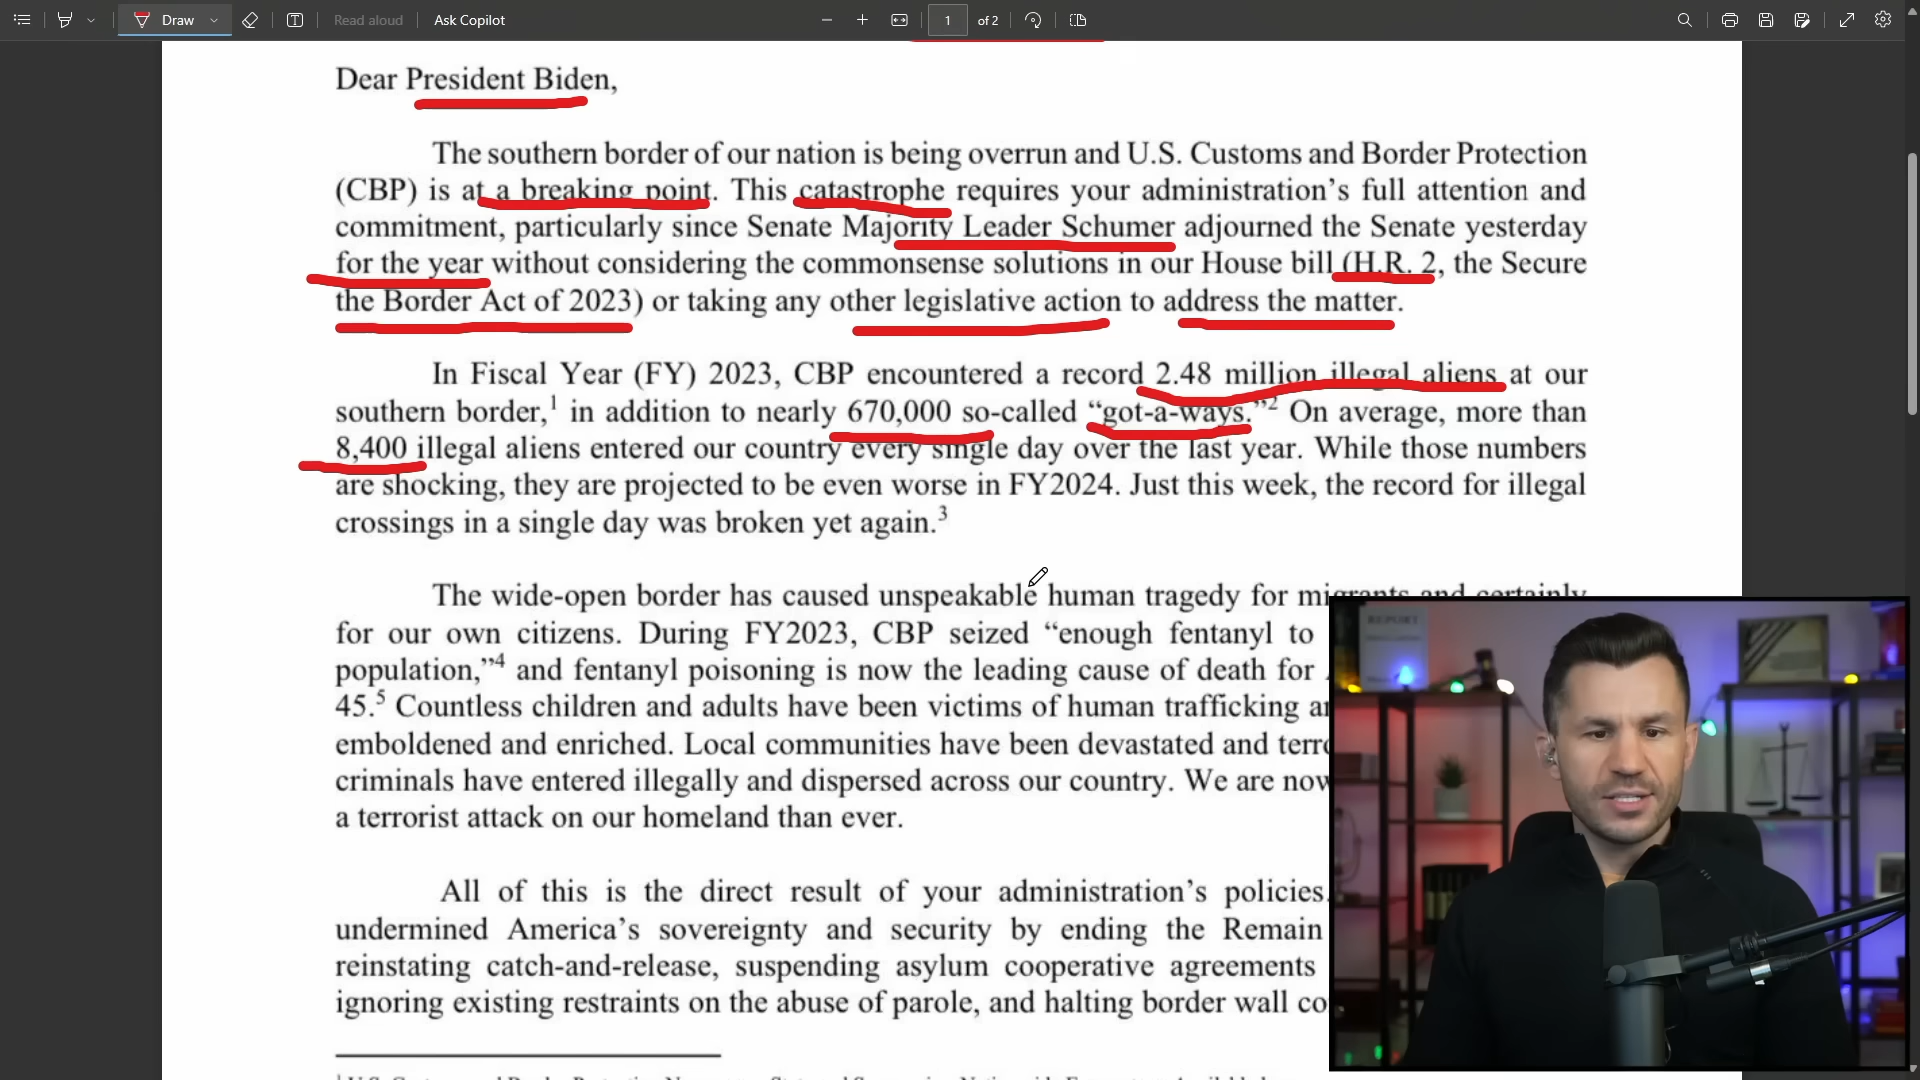 Draw
Read aloud
Ask Copilot
1
of 2
Dear President Biden,
The southern border of our nation is being overrun and U.S. Customs and Border Protection
(CBP) is at a breaking point. This catastrophe requires your administration's full attention and
commitment, particularly since Senate Majority Leader Schumer adjourned the Senate yesterday
for the year without considering the commonsense solutions in our House bill (H.R. 2, the Secure
the Border Act of 2023) or taking any other legislative action to address the matter.
In Fiscal Year (FY) 2023, CBP encountered a record 2.48 million illegal aliens at our
southern border,1 in addition to nearly 670,000 so-called “got-a-ways.”2 On average, more than
8,400 illegal aliens entered our country every single day over the last year. While those numbers
are shocking, they are projected to be even worse in FY2024. Just this week, the record for illegal
crossings in a single day was broken yet again.3
The wide-open border has caused unspeakable human tragedy for migrants and certainly
for our own citizens. During FY2023, CBP seized “enough fentanyl to
population,”4 and fentanyl poisoning is now the leading cause of death for
45.5 Countless children and adults have been victims of human trafficking
emboldened and enriched. Local communities have been devastated and
criminals have entered illegally and dispersed across our country. We are now
a terrorist attack on our homeland than ever.
All of this is the direct result of your administration's policies.
undermined America's sovereignty and security by ending the Remain
reinstating catch-and-release, suspending asylum cooperative agreements
ignoring existing restraints on the abuse of parole, and halting border wall
REPORT